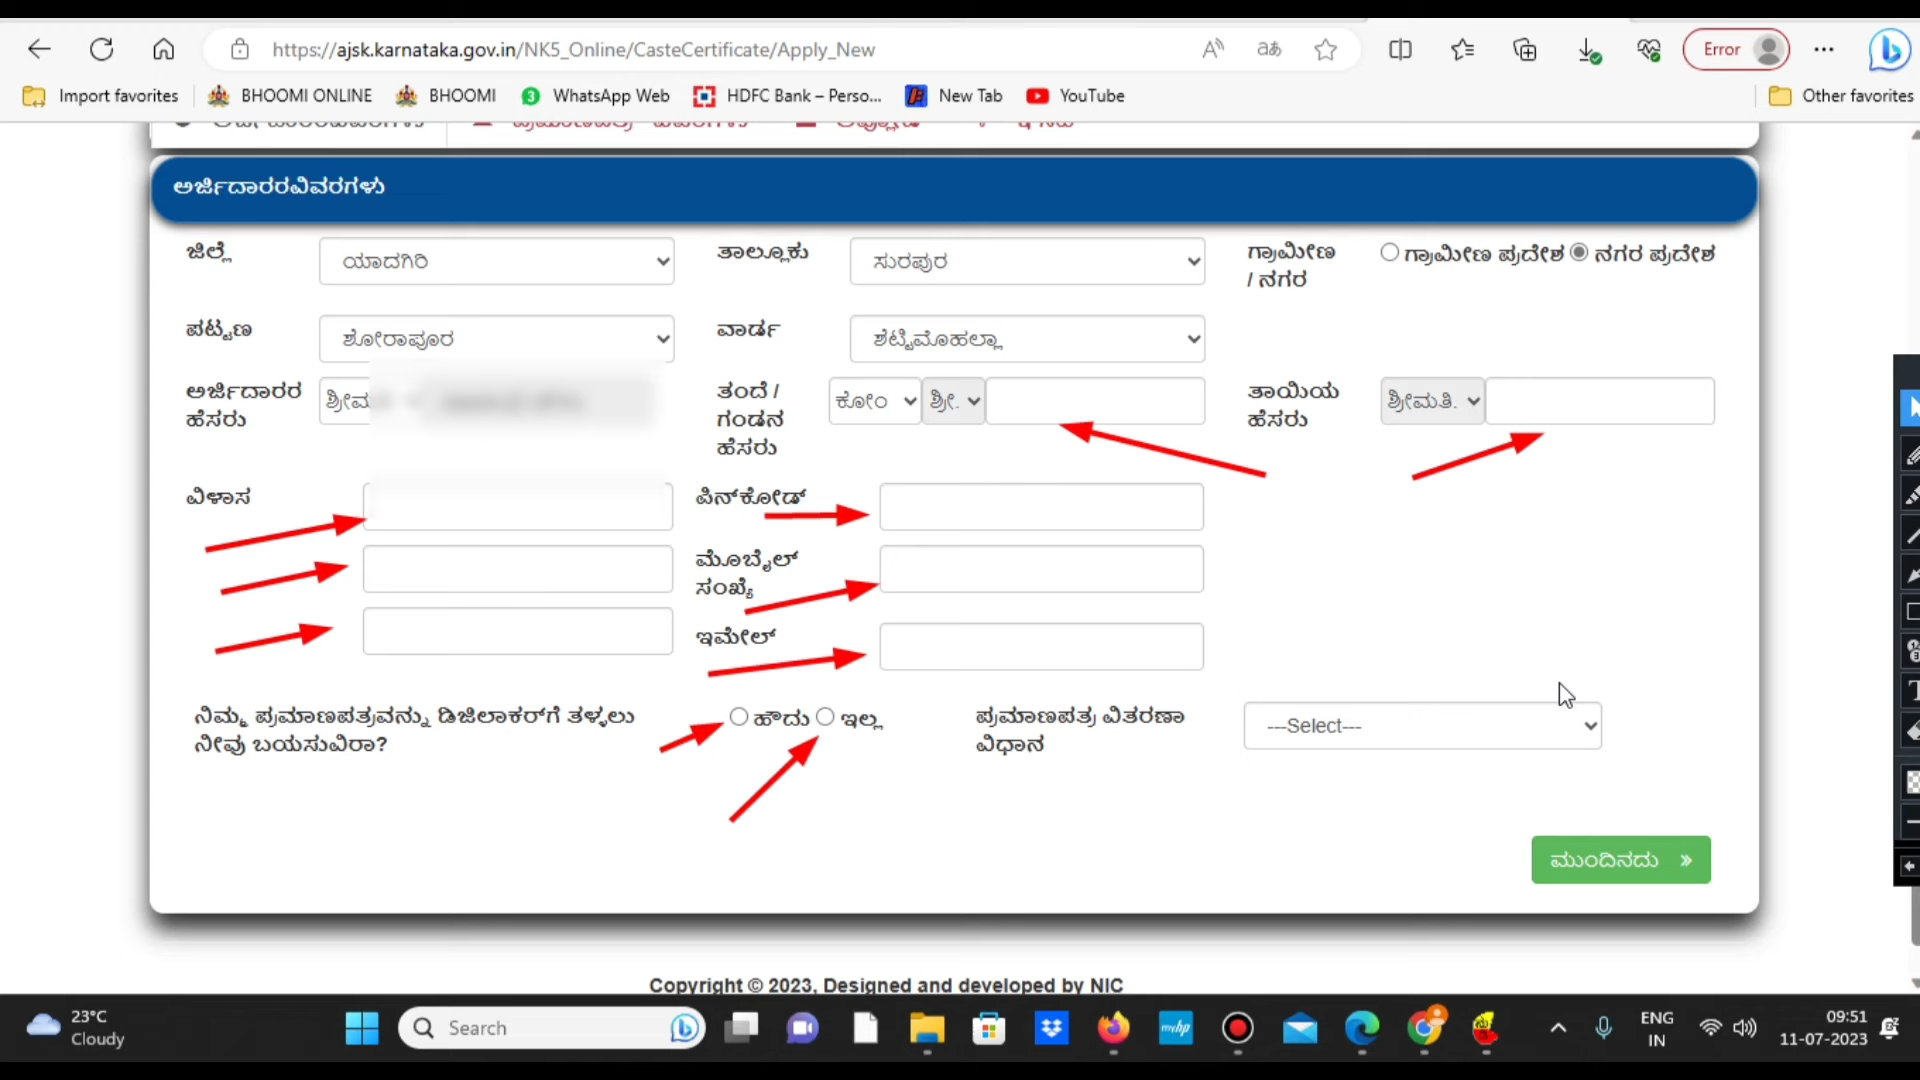 https://ajsk.karnataka.gov.in/NK5_Online/CasteCertificate/Apply_New
Error
Import favorites
BHOOMI ONLINE
BHOOMI
WhatsApp Web
HDFC Bank – Perso...
New Tab
YouTube
Other favorites
ಅರ್ಜಿದಾರರವಿವರಗಳು
ಜಿಲ್ಲೆ
ಯಾದಗಿರಿ
ತಾಲ್ಲೂಕು
ಸುರಪುರ
ಗ್ರಾಮೀಣ
/ ನಗರ
ಗ್ರಾಮೀಣ ಪ್ರದೇಶ
ನಗರ ಪ್ರದೇಶ
ಪಟ್ಟಣ
ಶೋರಾಪೂರ
ವಾರ್ಡ
ಶೆಟ್ಟಿಮೊಹಲ್ಲಾ
ಅರ್ಜಿದಾರರ
ಹೆಸರು
ತಂದೆ /
ಗಂಡನ
ಹೆಸರು
ಕೋಂ
ಶ್ರೀ.
ತಾಯಿಯ
ಹೆಸರು
ಶ್ರೀಮತಿ.
ವಿಳಾಸ
ಪಿನ್‌ಕೋಡ್
ಮೊಬೈಲ್
ಸಂಖ್ಯೆ
ಇಮೇಲ್
ನಿಮ್ಮ ಪ್ರಮಾಣಪತ್ರವನ್ನು ಡಿಜಿಲಾಕರ್‌ಗೆ ತಳ್ಳಲು
ನೀವು ಬಯಸುವಿರಾ?
ಹೌದು
ಇಲ್ಲ
ಪ್ರಮಾಣಪತ್ರ ವಿತರಣಾ
ವಿಧಾನ
---Select---
ಮುಂದಿನದು »
Copyright © 2023, Designed and developed by NIC
23°C
Cloudy
Search
myhp
ENG
IN
09:51
11-07-2023